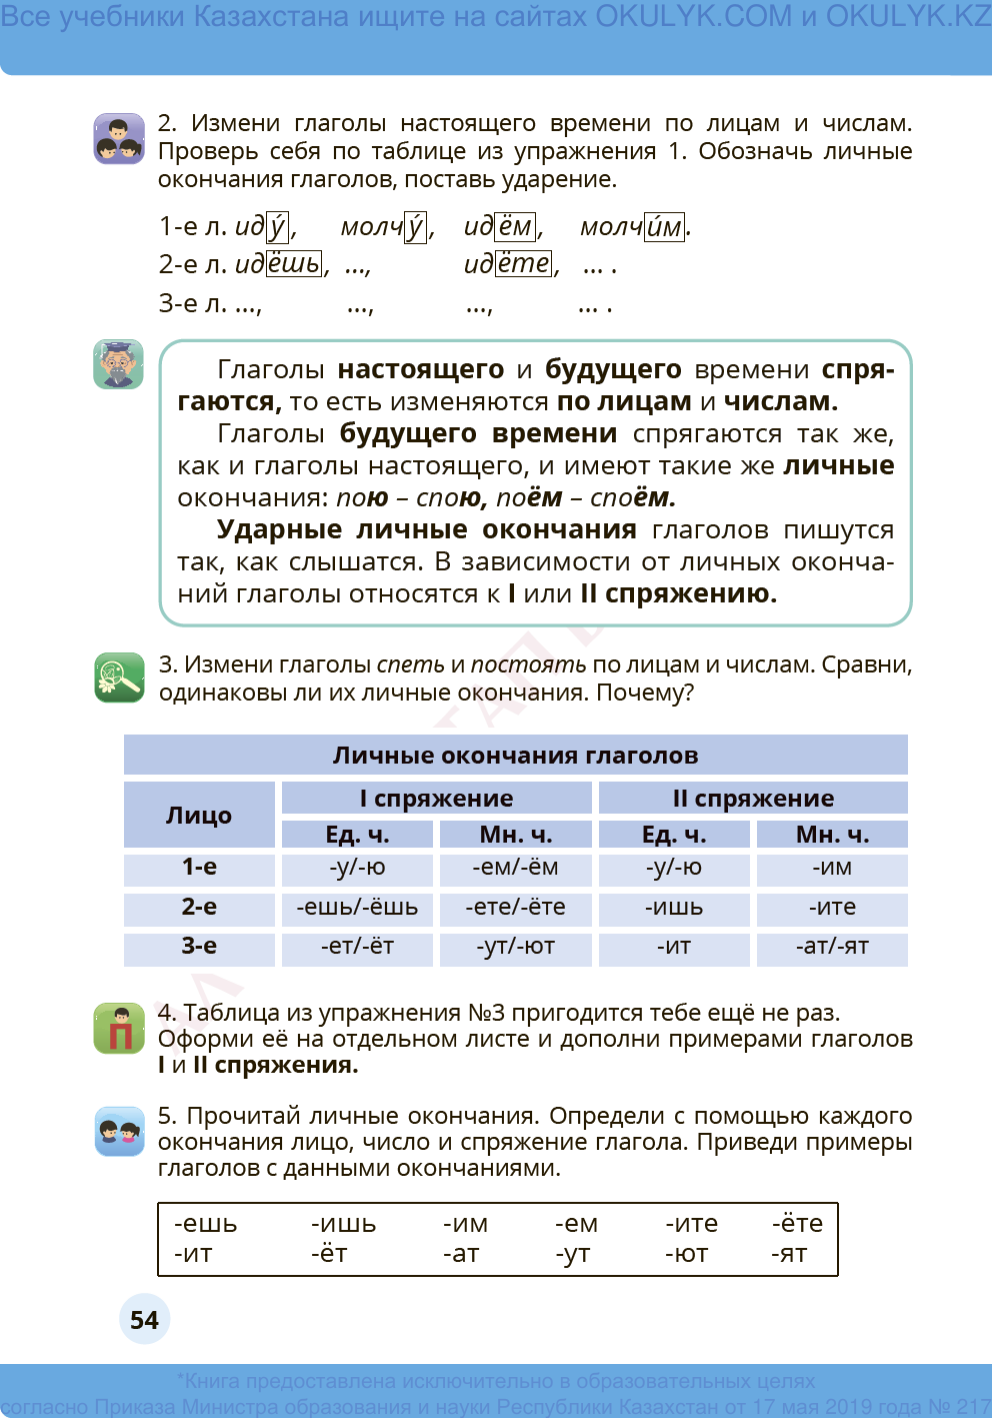 Все учебники Казахстана ищите на сайтах OKULYK.COM и OKULYK.KZ
2. Измени глаголы настоящего времени по лицам и числам.
Проверь себя по таблице из упражнения 1. Обозначь личные
окончания глаголов, поставь ударение.
1-е л. иду́, молчу́, идём, молчи́м.
2-е л. идёшь, ..., идёте, ... .
3-е л. ..., ..., ..., ... .
Глаголы настоящего и будущего времени спря-
гаются, то есть изменяются по лицам и числам.
Глаголы будущего времени спрягаются так же,
как и глаголы настоящего, и имеют такие же личные
окончания: пою – спою, поём – споём.
Ударные личные окончания глаголов пишутся
так, как слышатся. В зависимости от личных оконча-
ний глаголы относятся к I или II спряжению.
3. Измени глаголы спеть и постоять по лицам и числам. Сравни,
одинаковы ли их личные окончания. Почему?
Личные окончания глаголов
Лицо I спряжение II спряжение
Ед. ч. Мн. ч. Ед. ч. Мн. ч.
1-е -у/-ю -ем/-ём -у/-ю -им
2-е -ешь/-ёшь -ете/-ёте -ишь -ите
3-е -ет/-ёт -ут/-ют -ит -ат/-ят
П
4. Таблица из упражнения №3 пригодится тебе ещё не раз.
Оформи её на отдельном листе и дополни примерами глаголов
I и II спряжения.
5. Прочитай личные окончания. Определи с помощью каждого
окончания лицо, число и спряжение глагола. Приведи примеры
глаголов с данными окончаниями.
-ешь -ишь -им -ем -ите -ёте
-ит -ёт -ат -ут -ют -ят
54
*Книга предоставлена исключительно в образовательных целях
согласно Приказа Министра образования и науки Республики Казахстан от 17 мая 2019 года № 217